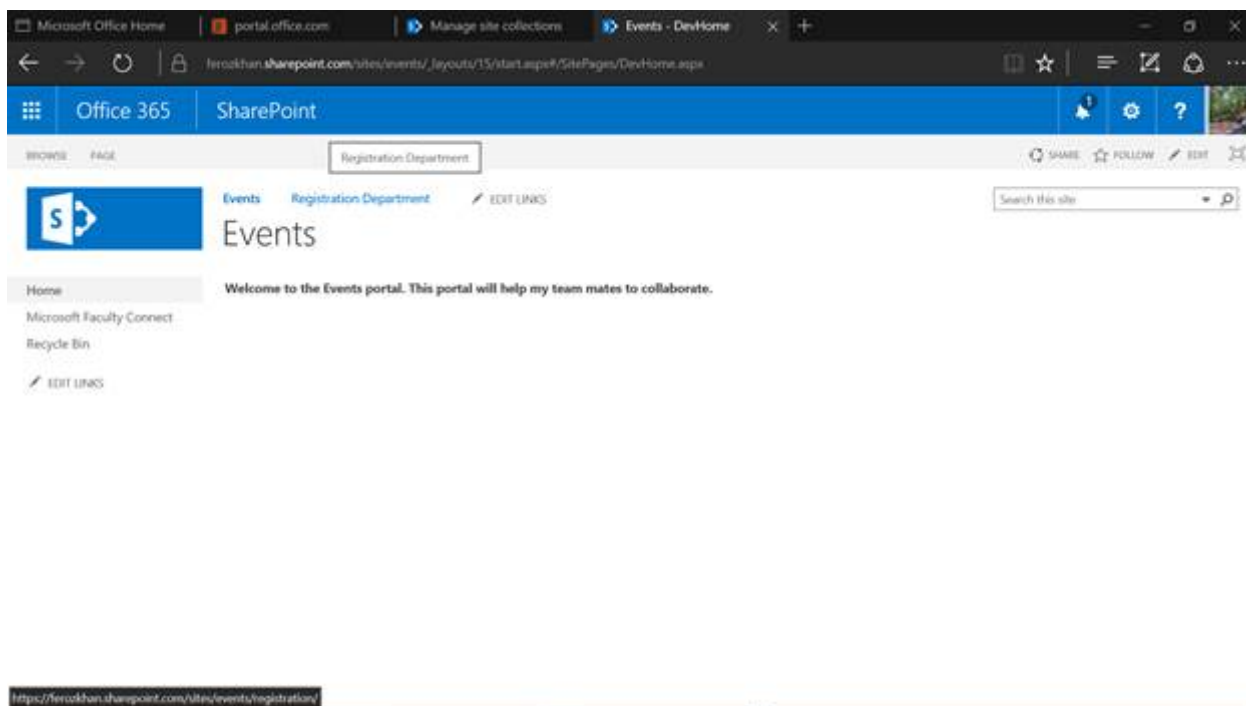 Microsoft Office Home portal.office.com Manage site collections Events - DevHome
ferozkhan.sharepoint.com/sites/events/_layouts/15/start.aspx#/SitePages/DevHome.aspx
Office 365 SharePoint 1 ?
BROWSE PAGE Registration Department SHARE FOLLOW EDIT
S
Events Registration Department EDIT LINKS Search this site
Events
Home
Welcome to the Events portal. This portal will help my team mates to collaborate.
Microsoft Faculty Connect
Recycle Bin
EDIT LINKS
https://ferozkhan.sharepoint.com/sites/events/registration/